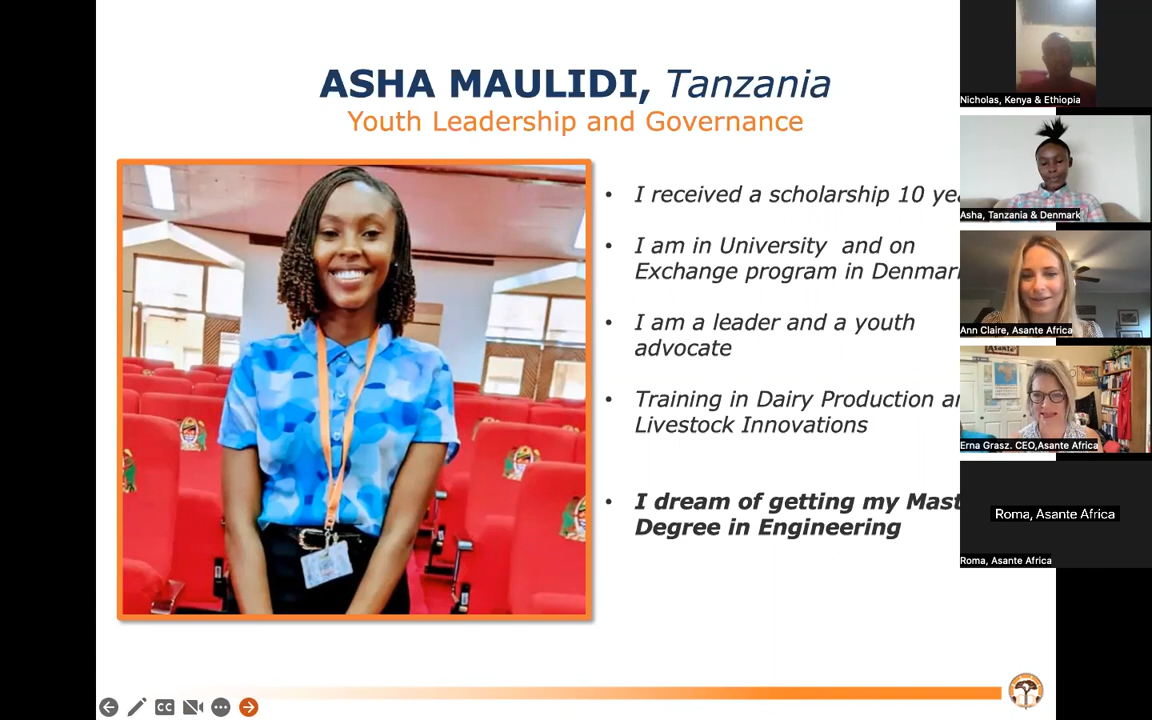 ASHA MAULIDI, Tanzania
Youth Leadership and Governance
• I received a scholarship 10
• I am in University and on
Exchange program in
• I am a leader and a youth
advocate
• Training in Dairy Production
Livestock Innovations
• I dream of getting my
Degree in Engineering
Nicholas, Kenya & Ethiopia
Asha, Tanzania & Denmark
Ann Claire, Asante Africa
Erna Grasz. CEO,Asante Africa
Roma, Asante Africa
Roma, Asante Africa
CC